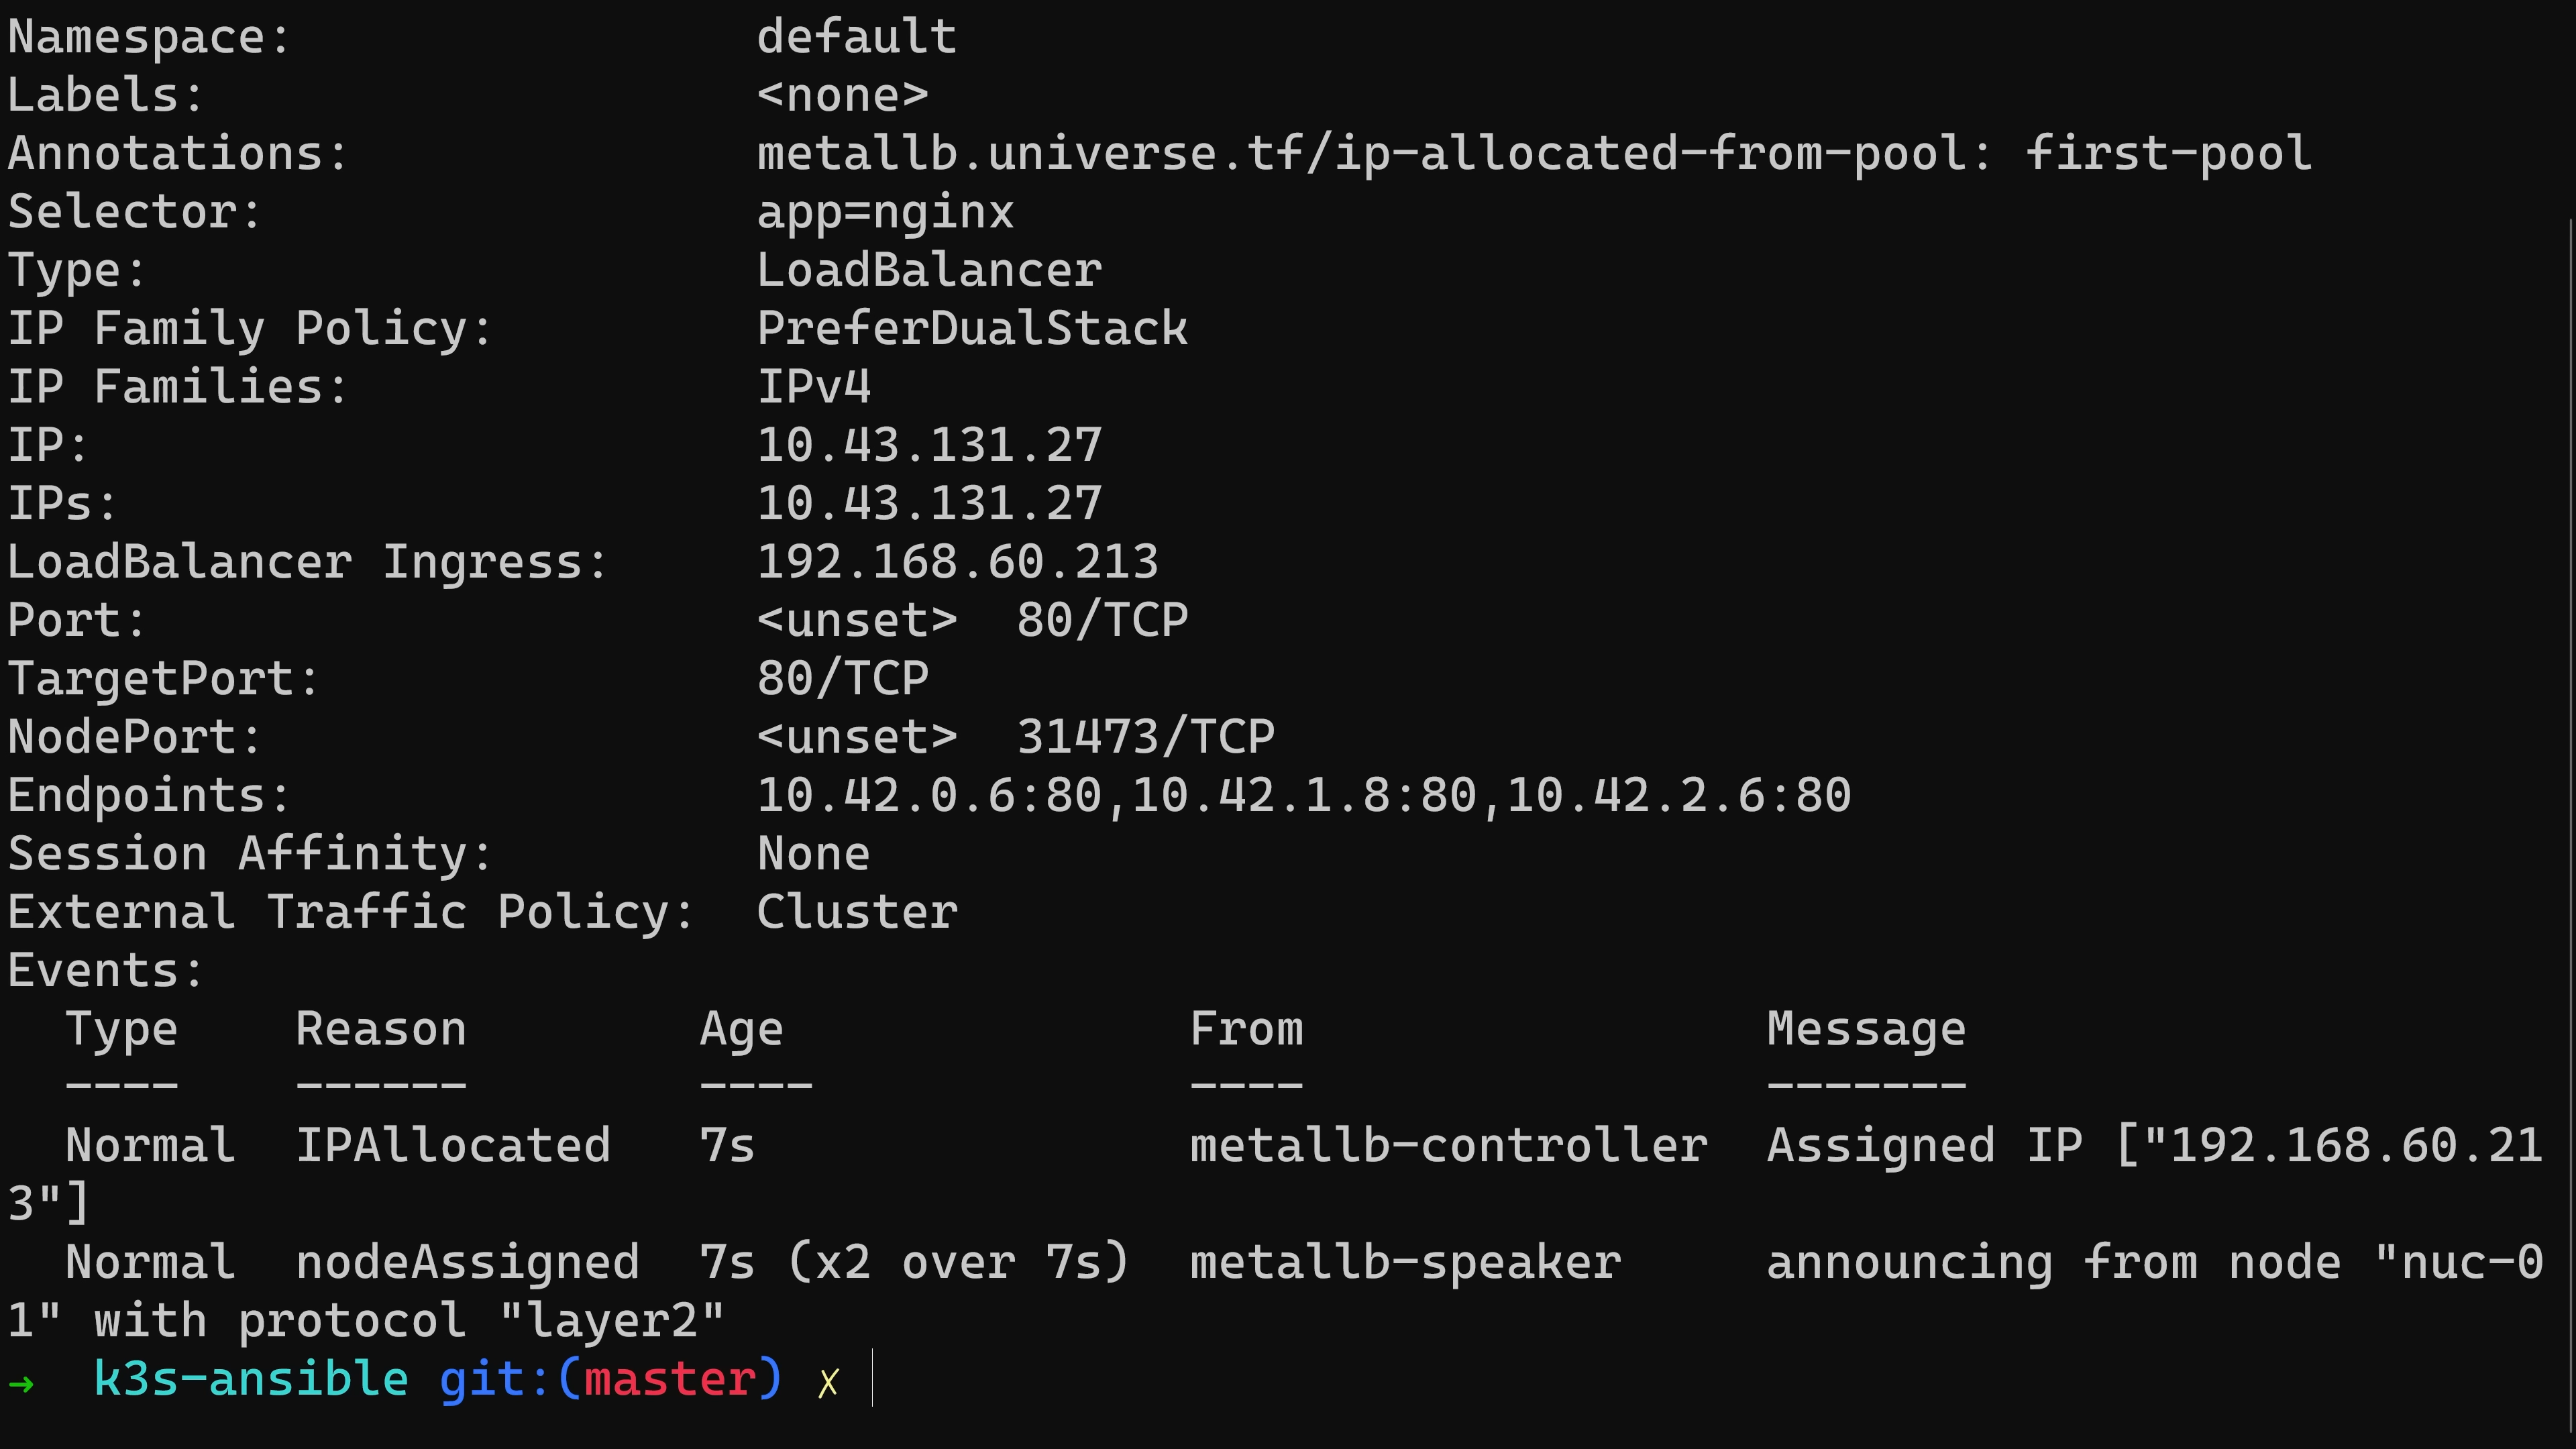 Namespace:                default
Labels:                   <none>
Annotations:              metallb.universe.tf/ip-allocated-from-pool: first-pool
Selector:                 app=nginx
Type:                     LoadBalancer
IP Family Policy:         PreferDualStack
IP Families:              IPv4
IP:                       10.43.131.27
IPs:                      10.43.131.27
LoadBalancer Ingress:     192.168.60.213
Port:                     <unset>  80/TCP
TargetPort:               80/TCP
NodePort:                 <unset>  31473/TCP
Endpoints:                10.42.0.6:80,10.42.1.8:80,10.42.2.6:80
Session Affinity:         None
External Traffic Policy:  Cluster
Events:
  Type    Reason        Age              From                Message
  ----    ------        ----             ----                -------
  Normal  IPAllocated   7s               metallb-controller  Assigned IP ["192.168.60.21
3"]
  Normal  nodeAssigned  7s (x2 over 7s)  metallb-speaker     announcing from node "nuc-0
1" with protocol "layer2"
→  k3s-ansible git:(master) ✗